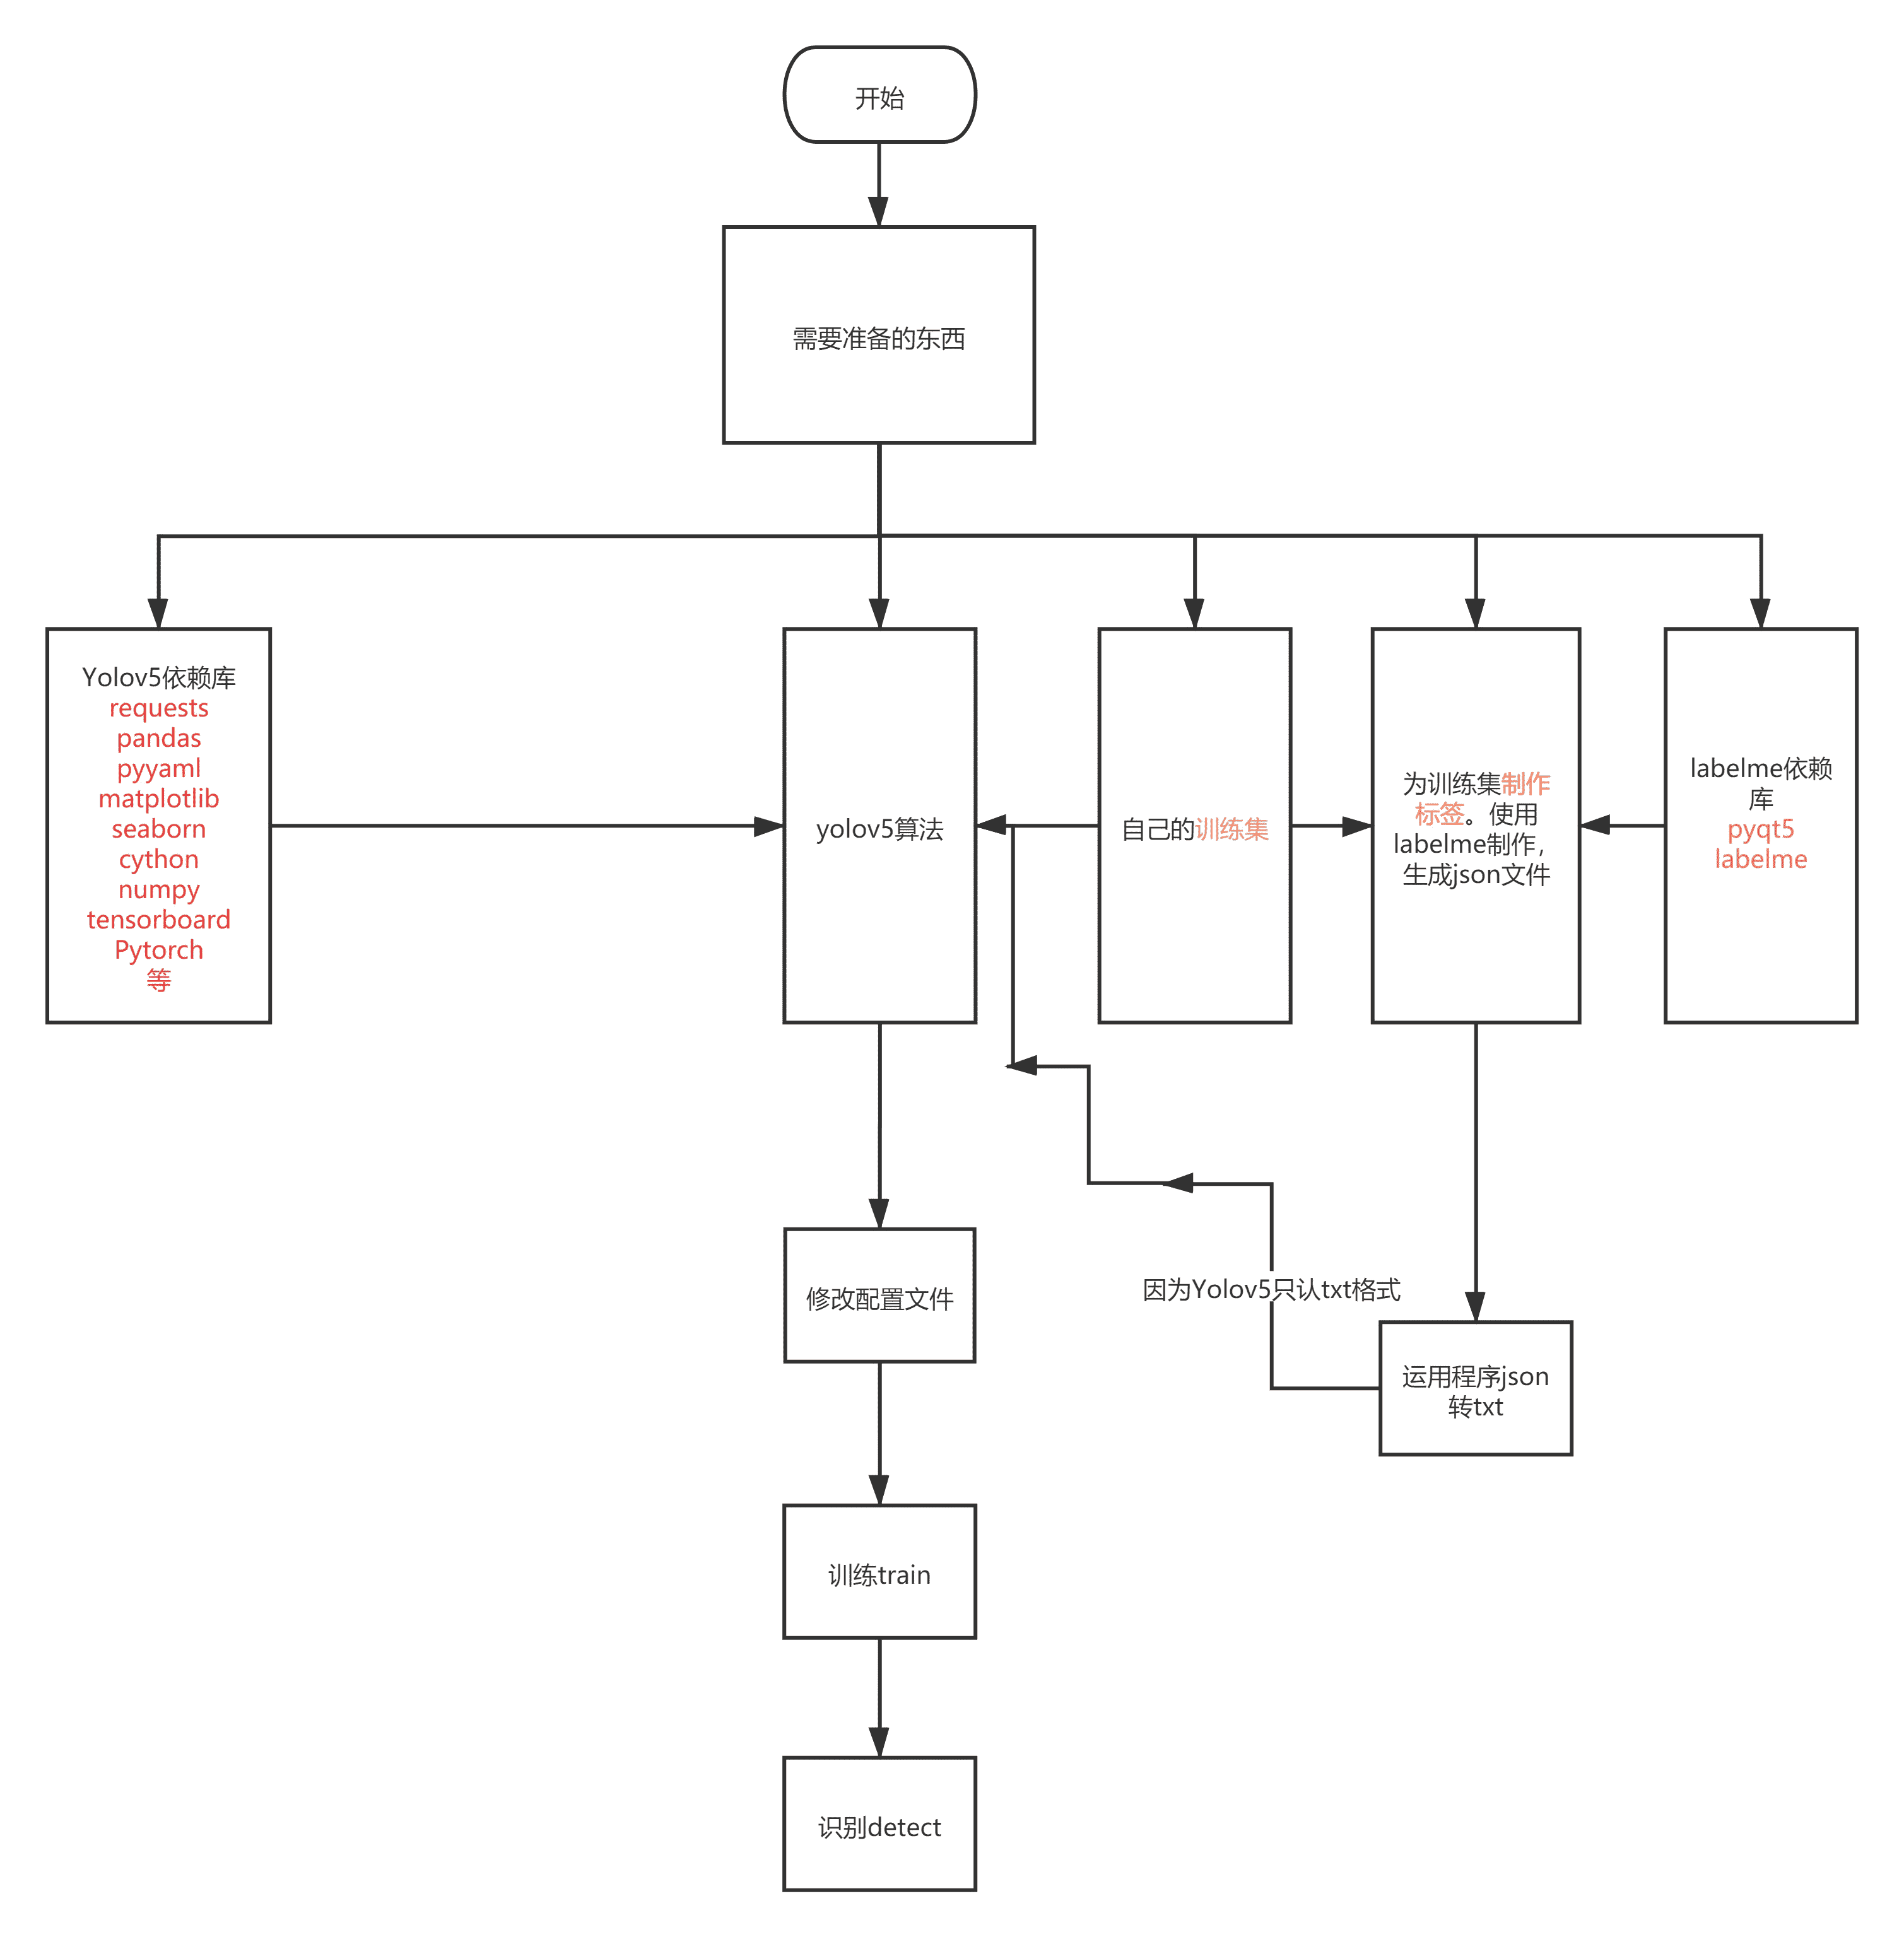 开始
需要准备的东西
Yolov5依赖库
requests
pandas
pyyaml
matplotlib
seaborn
cython
numpy
tensorboard
Pytorch
等
yolov5算法
自己的训练集
为训练集制作
标签。使用
labelme制作，
生成json文件
labelme依赖
库
pyqt5
labelme
修改配置文件
因为Yolov5只认txt格式
运用程序json
转txt
训练train
识别detect